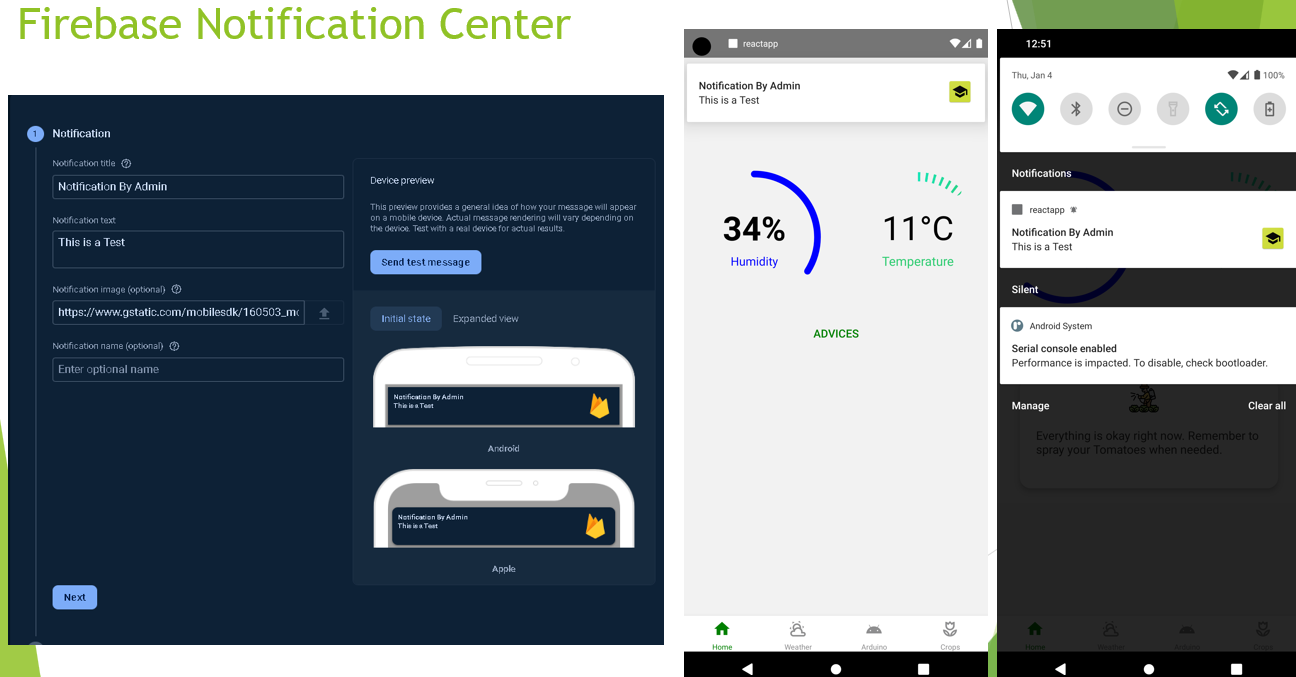 Firebase Notification Center
1 Notification
Notification title
Notification By Admin
Notification text
This is a Test
Notification image (optional)
https://www.gstatic.com/mobilesdk/160503_mo
Notification name (optional)
Enter optional name
Next
Device preview
This preview provides a general idea of how your message will appear
on a mobile device. Actual message rendering will vary depending on
the device. Test with a real device for actual results.
Send test message
Initial state
Expanded view
Notification By Admin
This is a Test
Android
Notification By Admin
This is a Test
Apple
reactapp
Notification By Admin
This is a Test
34%
Humidity
11°C
Temperature
ADVICES
Home
Weather
Arduino
Crops
12:51
Thu, Jan 4
100%
Notifications
reactapp
Notification By Admin
This is a Test
Silent
Android System
Serial console enabled
Performance is impacted. To disable, check bootloader.
Manage
Clear all
Everything is okay right now. Remember to
spray your Tomatoes when needed.
Home
Weather
Arduino
Crops